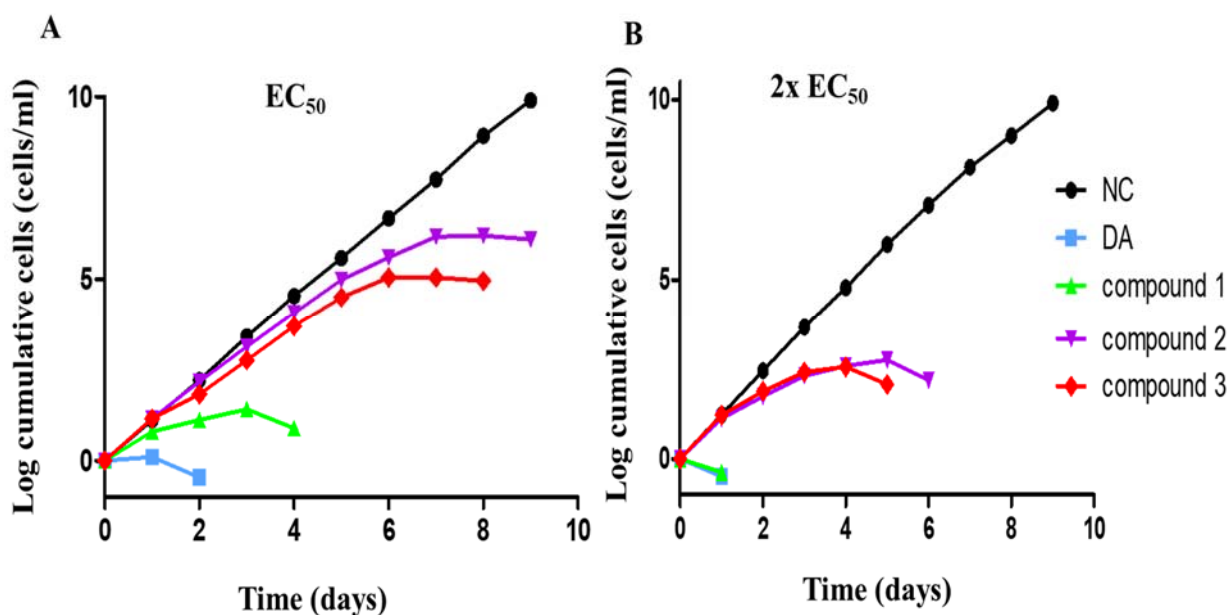 A
EC₅₀
Log cumulative cells (cells/ml)
10
5
0
0 2 4 6 8 10
Time (days)
B
2x EC₅₀
Log cumulative cells (cells/ml)
10
5
0
0 2 4 6 8 10
Time (days)
NC
DA
compound 1
compound 2
compound 3